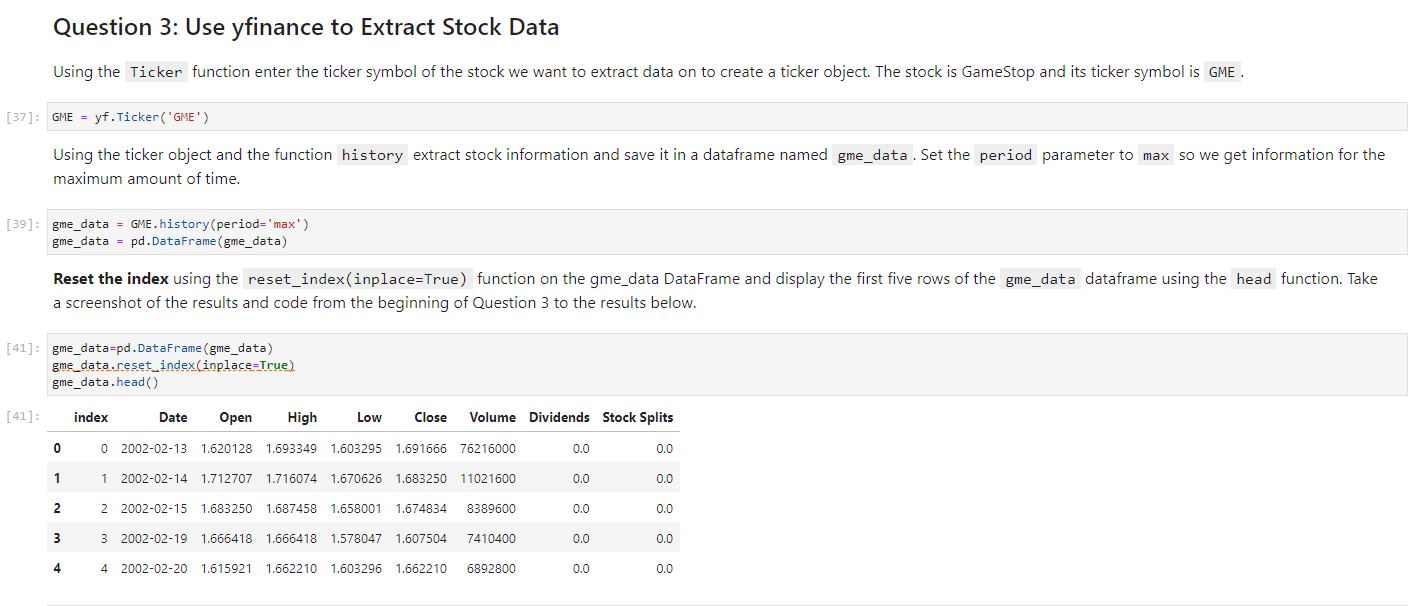 Question 3: Use yfinance to Extract Stock Data
Using the Ticker function enter the ticker symbol of the stock we want to extract data on to create a ticker object. The stock is GameStop and its ticker symbol is GME .
[37]: GME = yf.Ticker('GME')
Using the ticker object and the function history extract stock information and save it in a dataframe named gme_data . Set the period parameter to max so we get information for the
maximum amount of time.
[39]: gme_data = GME.history(period='max')
gme_data = pd.DataFrame(gme_data)
Reset the index using the reset_index(inplace=True) function on the gme_data DataFrame and display the first five rows of the gme_data dataframe using the head function. Take
a screenshot of the results and code from the beginning of Question 3 to the results below.
[41]: gme_data=pd.DataFrame(gme_data)
gme_data.reset_index(inplace=True)
gme_data.head()
[41]: index Date Open High Low Close Volume Dividends Stock Splits
0 0 2002-02-13 1.620128 1.693349 1.603295 1.691666 76216000 0.0 0.0
1 1 2002-02-14 1.712707 1.716074 1.670626 1.683250 11021600 0.0 0.0
2 2 2002-02-15 1.683250 1.687458 1.658001 1.674834 8389600 0.0 0.0
3 3 2002-02-19 1.666418 1.666418 1.578047 1.607504 7410400 0.0 0.0
4 4 2002-02-20 1.615921 1.662210 1.603296 1.662210 6892800 0.0 0.0